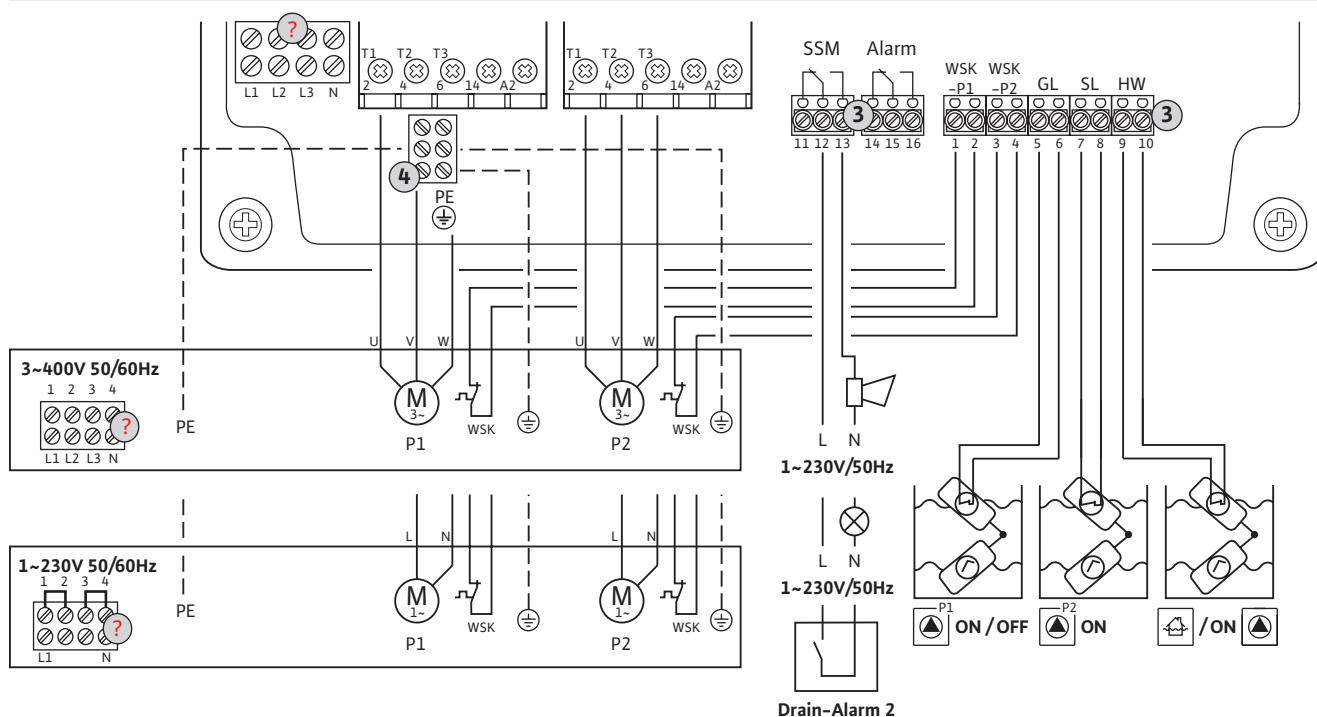 ?
L1 L2 L3 N
T1 T2 T3
2 4 6 14 A2
T1 T2 T3
2 4 6 14 A2
SSM Alarm
WSK -P1 WSK -P2 GL SL HW
3 3
11 12 13 14 15 16
1 2 3 4 5 6 7 8 9 10
4
PE
U V W U V W
3~400V 50/60Hz
1 2 3 4
?
L1 L2 L3 N
PE
M 3~
P1
WSK
M 3~
P2
WSK
L N
1~230V/50Hz
L N L N
1~230V 50/60Hz
1 2 3 4
?
L1 N
PE
M 1~
P1
WSK
M 1~
P2
WSK
L N
1~230V/50Hz
P1 ON/OFF
P2 ON
/ON
Drain-Alarm 2